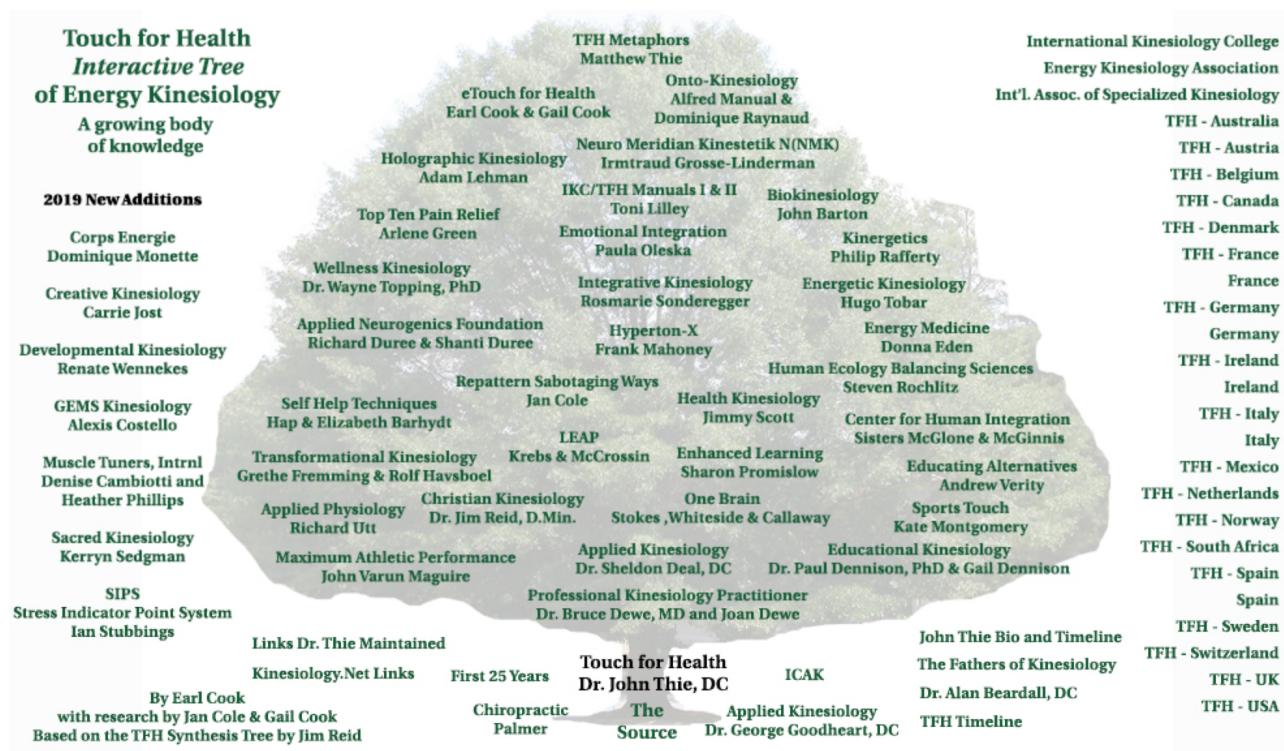 Touch for Health
Interactive Tree
of Energy Kinesiology
A growing body
of knowledge
2019 New Additions
Corps Energie
Dominique Monette
Creative Kinesiology
Carrie Jost
Developmental Kinesiology
Renate Wennekes
GEMS Kinesiology
Alexis Costello
Muscle Tuners, Intrnl
Denise Cambiotti and
Heather Phillips
Sacred Kinesiology
Kerryn Sedgman
SIPS
Stress Indicator Point System
Ian Stubbings
By Earl Cook
with research by Jan Cole & Gail Cook
Based on the TFH Synthesis Tree by Jim Reid
TFH Metaphors
Matthew Thie
eTouch for Health
Earl Cook & Gail Cook
Onto-Kinesiology
Alfred Manual &
Dominique Raynaud
Neuro Meridian Kinestetik N(NMK)
Irmtraud Grosse-Linderman
Holographic Kinesiology
Adam Lehman
IKC/TFH Manuals I & II
Toni Lilley
Biokinesiology
John Barton
Top Ten Pain Relief
Arlene Green
Emotional Integration
Paula Oleska
Kinergetics
Philip Rafferty
Wellness Kinesiology
Dr. Wayne Topping, PhD
Integrative Kinesiology
Rosmarie Sonderegger
Energetic Kinesiology
Hugo Tobar
Applied Neurogenics Foundation
Richard Duree & Shanti Duree
Hyperton-X
Frank Mahoney
Energy Medicine
Donna Eden
Human Ecology Balancing Sciences
Steven Rochlitz
Repattern Sabotaging Ways
Jan Cole
Self Help Techniques
Hap & Elizabeth Barhydt
Health Kinesiology
Jimmy Scott
Center for Human Integration
Sisters McGlone & McGinnis
LEAP
Krebs & McCrossin
Transformational Kinesiology
Grethe Fremming & Rolf Havsboel
Enhanced Learning
Sharon Promislow
Educating Alternatives
Andrew Verity
Applied Physiology
Richard Utt
Christian Kinesiology
Dr. Jim Reid, D.Min.
One Brain
Stokes ,Whiteside & Callaway
Sports Touch
Kate Montgomery
Maximum Athletic Performance
John Varun Maguire
Applied Kinesiology
Dr. Sheldon Deal, DC
Educational Kinesiology
Dr. Paul Dennison, PhD & Gail Dennison
Professional Kinesiology Practitioner
Dr. Bruce Dewe, MD and Joan Dewe
Links Dr. Thie Maintained
Kinesiology.Net Links
First 25 Years
Touch for Health
Dr. John Thie, DC
ICAK
Chiropractic
Palmer
The
Source
Applied Kinesiology
Dr. George Goodheart, DC
John Thie Bio and Timeline
The Fathers of Kinesiology
Dr. Alan Beardall, DC
TFH Timeline
International Kinesiology College
Energy Kinesiology Association
Int'l. Assoc. of Specialized Kinesiology
TFH - Australia
TFH - Austria
TFH - Belgium
TFH - Canada
TFH - Denmark
TFH - France
France
TFH - Germany
Germany
TFH - Ireland
Ireland
TFH - Italy
Italy
TFH - Mexico
TFH - Netherlands
TFH - Norway
TFH - South Africa
TFH - Spain
Spain
TFH - Sweden
TFH - Switzerland
TFH - UK
TFH - USA